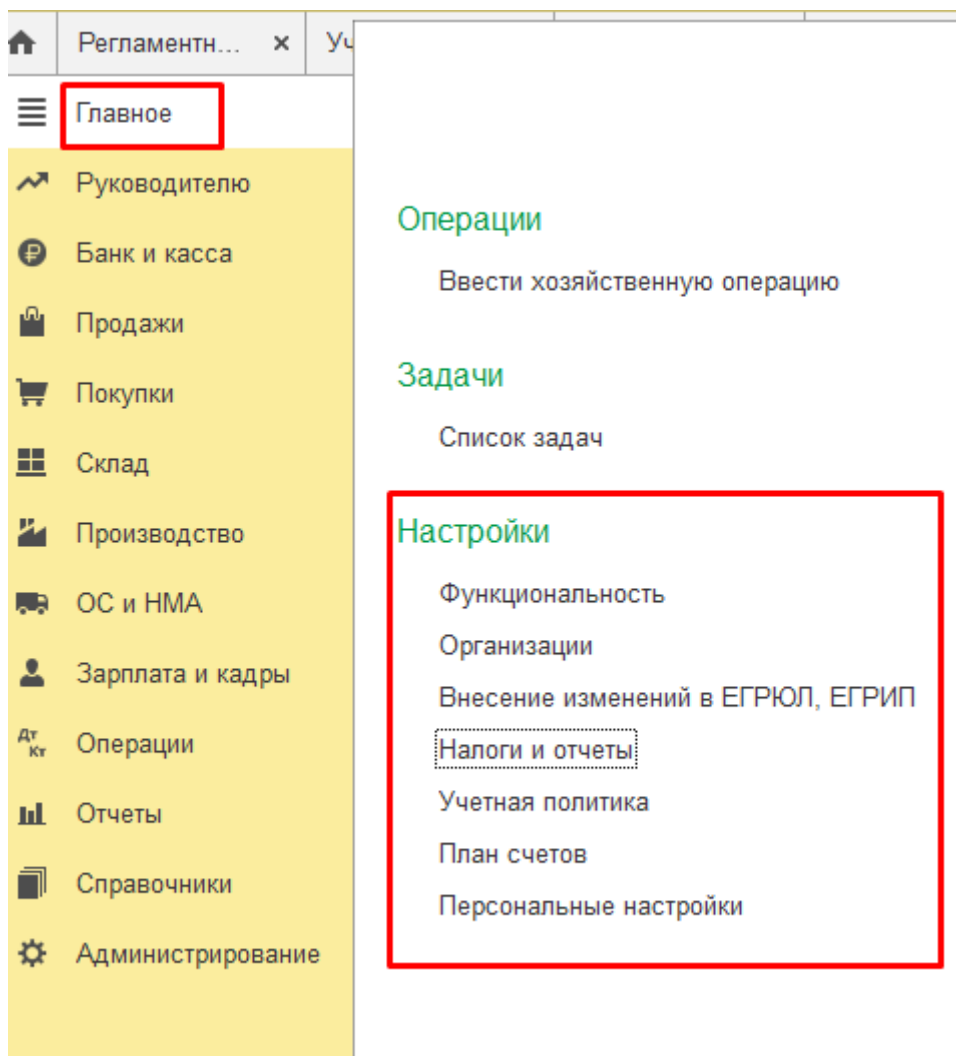 Регламентн... × Уч
Главное
Руководителю
Банк и касса
Продажи
Покупки
Склад
Производство
ОС и НМА
Зарплата и кадры
Дт Кт Операции
Отчеты
Справочники
Администрирование
Операции
Ввести хозяйственную операцию
Задачи
Список задач
Настройки
Функциональность
Организации
Внесение изменений в ЕГРЮЛ, ЕГРИП
Налоги и отчеты
Учетная политика
План счетов
Персональные настройки